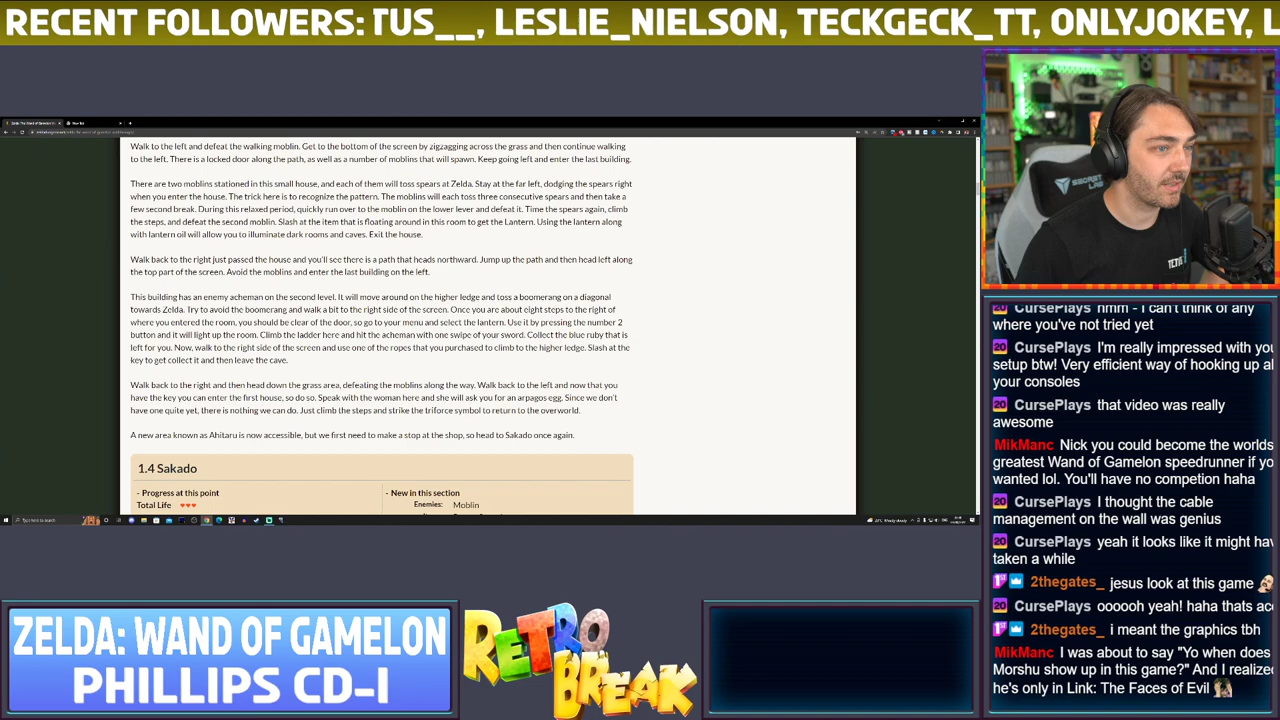 RECENT FOLLOWERS: TUS__, LESLIE_NIELSON, TECKGECK_TT, ONLYJOKEY, L
Walk to the left and defeat the walking moblin. Get to the bottom of the screen by zigzagging across the grass and then continue walking
to the left. There is a locked door along the path, as well as a number of moblins that will spawn. Keep going left and enter the last building.
There are two moblins stationed in this small house, and each of them will toss spears at Zelda. Stay at the far left, dodging the spears right
when you enter the house. The trick here is to recognize the pattern. The moblins will each toss three consecutive spears and then take a
few second break. During this relaxed period, quickly run over to the moblin on the lower lever and defeat it. Time the spears again, climb
the steps, and defeat the second moblin. Slash at the item that is floating around in this room to get the Lantern. Using the lantern along
with lantern oil will allow you to illuminate dark rooms and caves. Exit the house.
Walk back to the right just passed the house and you'll see there is a path that heads northward. Jump up the path and then head left along
the top part of the screen. Avoid the moblins and enter the last building on the left.
This building has an enemy acheman on the second level. It will move around on the higher ledge and toss a boomerang on a diagonal
towards Zelda. Try to avoid the boomerang and walk a bit to the right side of the screen. Once you are about eight steps to the right of
where you entered the room, you should be clear of the door, so go to your menu and select the lantern. Use it by pressing the number 2
button and it will light up the room. Climb the ladder here and hit the acheman with one swipe of your sword. Collect the blue ruby that is
left for you. Now, walk to the right side of the screen and use one of the ropes that you purchased to climb to the higher ledge. Slash at the
key to get collect it and then leave the cave.
Walk back to the right and then head down the grass area, defeating the moblins along the way. Walk back to the left and now that you
have the key you can enter the first house, so do so. Speak with the woman here and she will ask you for an arpagos egg. Since we don't
have one quite yet, there is nothing we can do. Just climb the steps and strike the triforce symbol to return to the overworld.
A new area known as Ahitaru is now accessible, but we first need to make a stop at the shop, so head to Sakado once again.
1.4 Sakado
- Progress at this point
- New in this section
Total Life
Enemies: Moblin
Type here to search
SECRET LAB
TETRIS
20 CursePlays hmm - i can't think of any
where you've not tried yet
20 CursePlays I'm really impressed with you
setup btw! Very efficient way of hooking up al
your consoles
20 CursePlays that video was really
awesome
MikManc Nick you could become the worlds
greatest Wand of Gamelon speedrunner if yo
wanted lol. You'll have no competion haha
20 CursePlays I thought the cable
management on the wall was genius
20 CursePlays yeah it looks like it might hav
taken a while
1ST 2thegates_ jesus look at this game
20 CursePlays oooooh yeah! haha thats ac
1ST 2thegates_ i meant the graphics tbh
MikManc I was about to say "Yo when does
Morshu show up in this game?" And I realized
he's only in Link: The Faces of Evil
ZELDA: WAND OF GAMELON
PHILLIPS CD-I
RETRO
BREAK